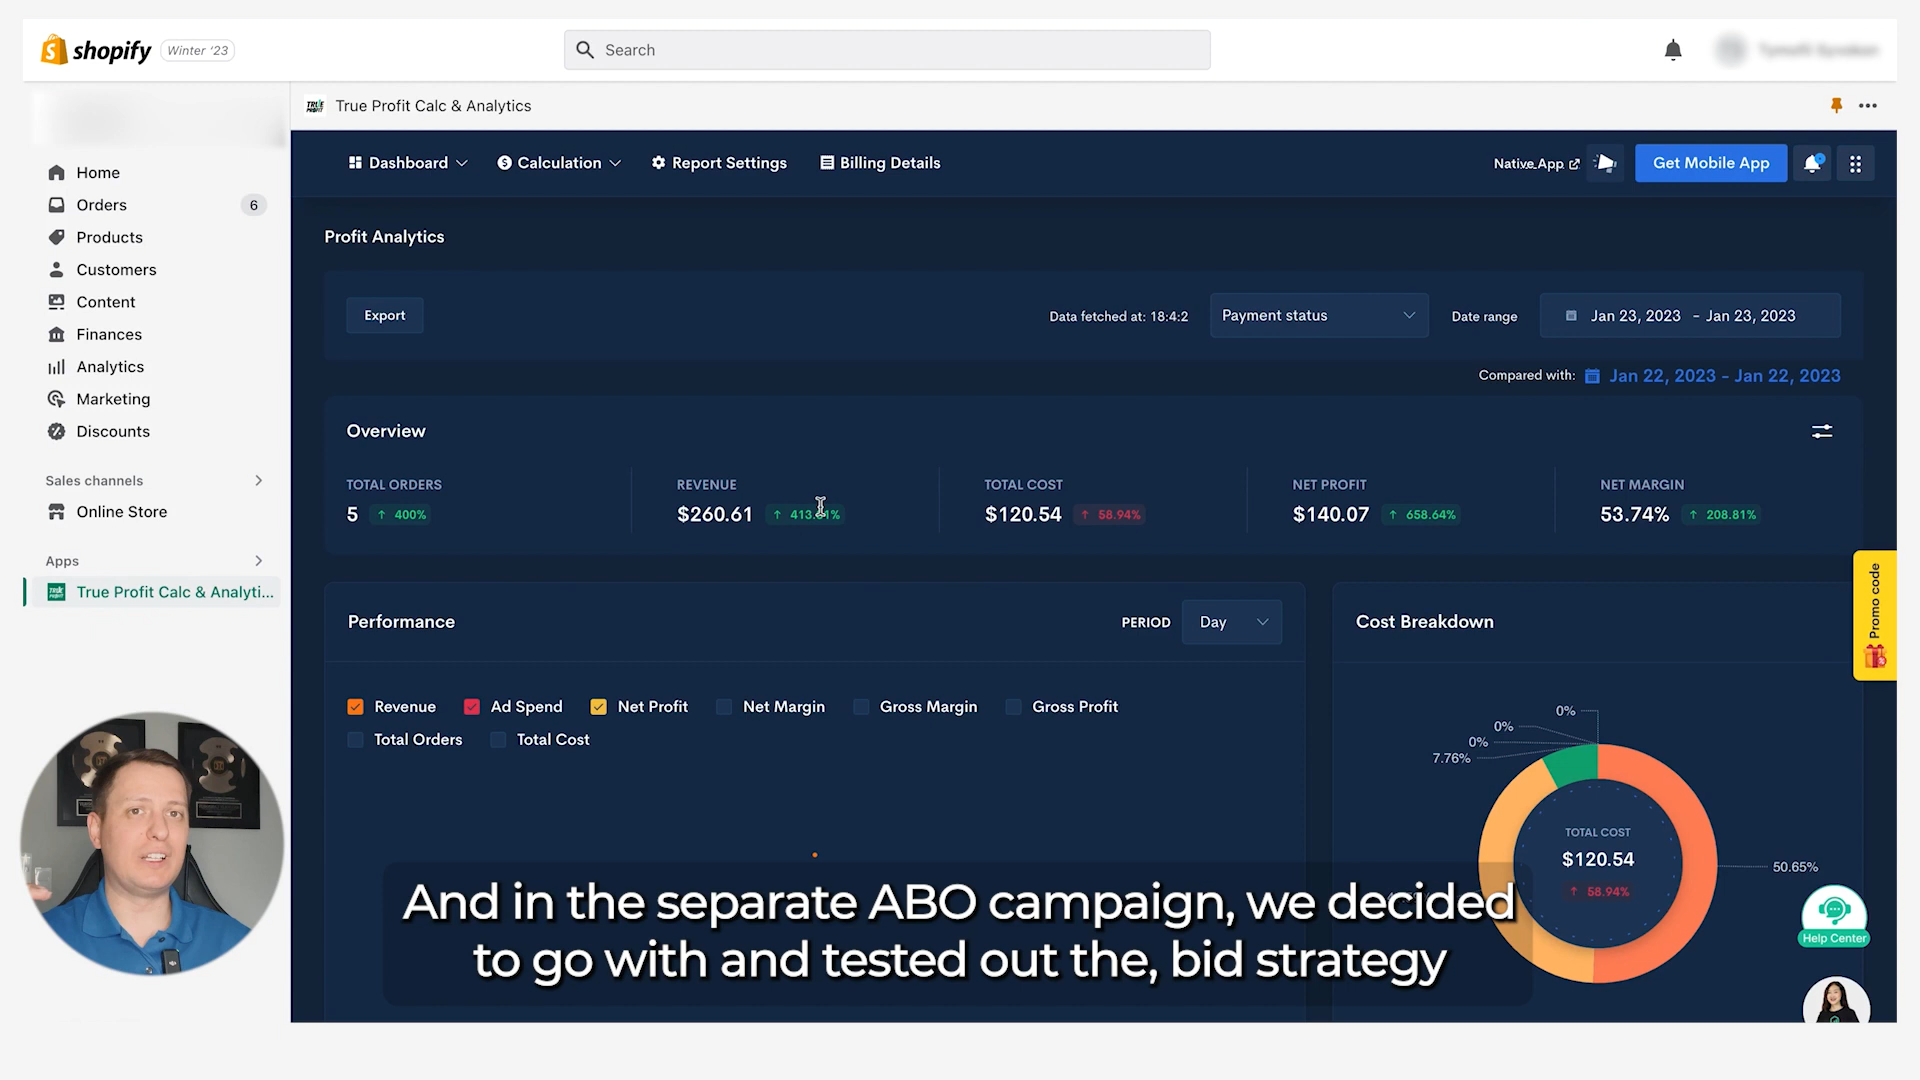 shopify Winter '23
Search
True Profit Calc & Analytics
Home
Orders 6
Products
Customers
Content
Finances
Analytics
Marketing
Discounts
Sales channels
Online Store
Apps
True Profit Calc & Analyti...
Dashboard Calculation Report Settings Billing Details Native App Get Mobile App
Profit Analytics
Export Data fetched at: 18:4:2 Payment status Date range Jan 23, 2023 - Jan 23, 2023
Compared with: Jan 22, 2023 - Jan 22, 2023
Overview
TOTAL ORDERS
5 ↑ 400%
REVENUE
$260.61
TOTAL COST
$120.54 ↑ 58.94%
NET PROFIT
$140.07 ↑ 658.64%
NET MARGIN
53.74% ↑ 208.81%
Promo code
Performance PERIOD Day
Revenue Ad Spend Net Profit Net Margin Gross Margin Gross Profit
Total Orders Total Cost
Cost Breakdown
0%
0%
0%
7.76%
TOTAL COST
$120.54
↑ 58.94%
50.65%
Help Center
And in the separate ABO campaign, we decided
to go with and tested out the, bid strategy